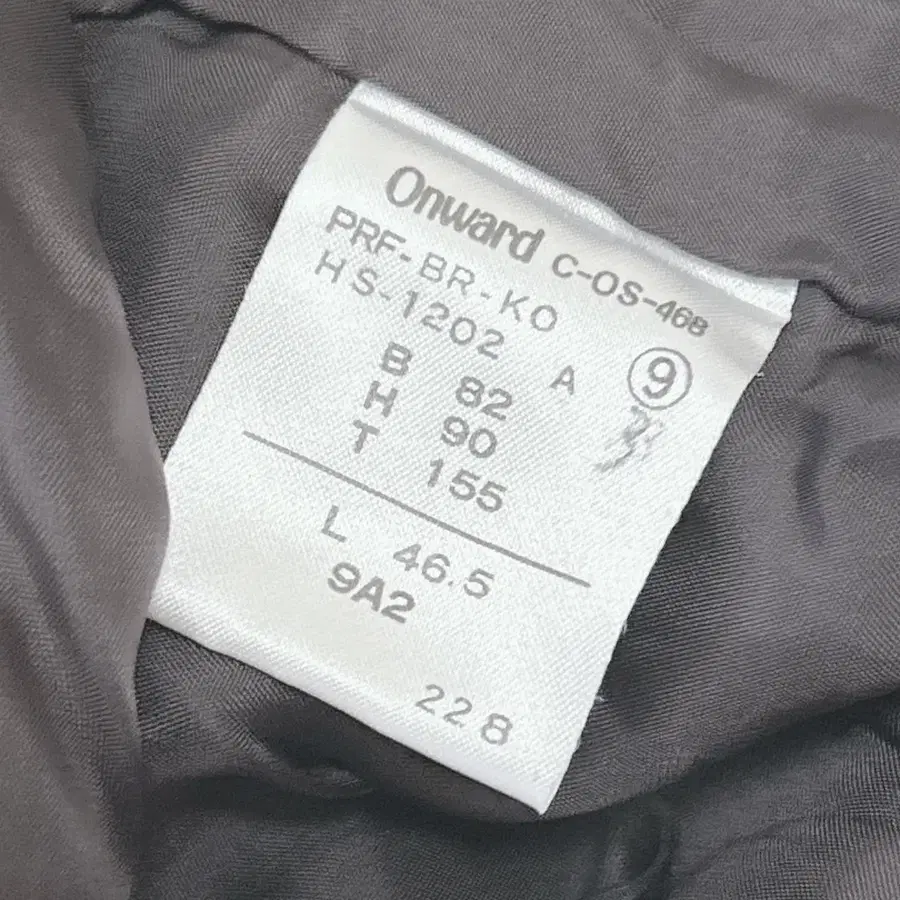 Onward C-OS-468
PRF-BR-KO
HS-1202 A ⑨
B 82
H 90
T 155
L 46.5
9A2
228